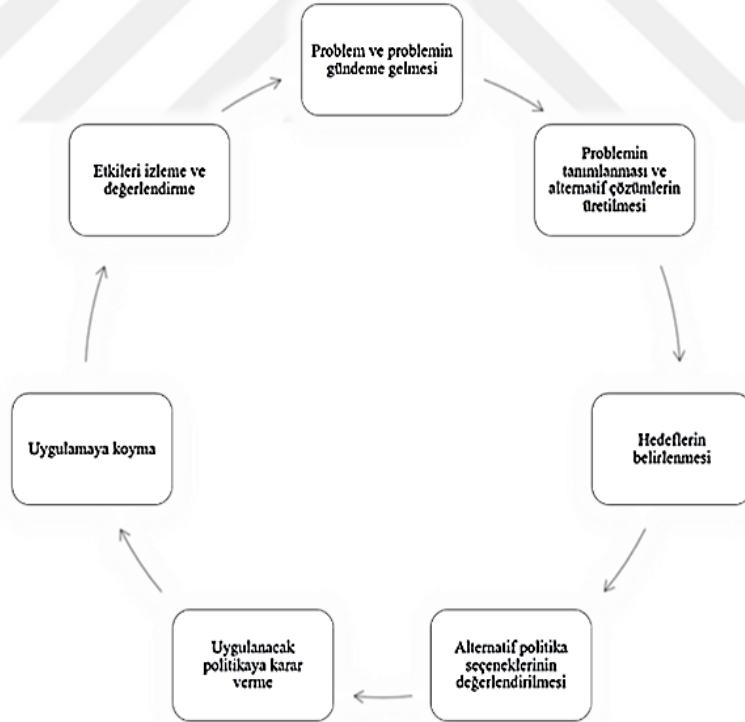 Problem ve problemin
gündeme gelmesi
Problemin
tanımlanması ve
alternatif çözümlerin
üretilmesi
Hedeflerin
belirlenmesi
Alternatif politika
seçeneklerinin
değerlendirilmesi
Uygulanacak
politikaya karar
verme
Uygulamaya koyma
Etkileri izleme ve
değerlendirme